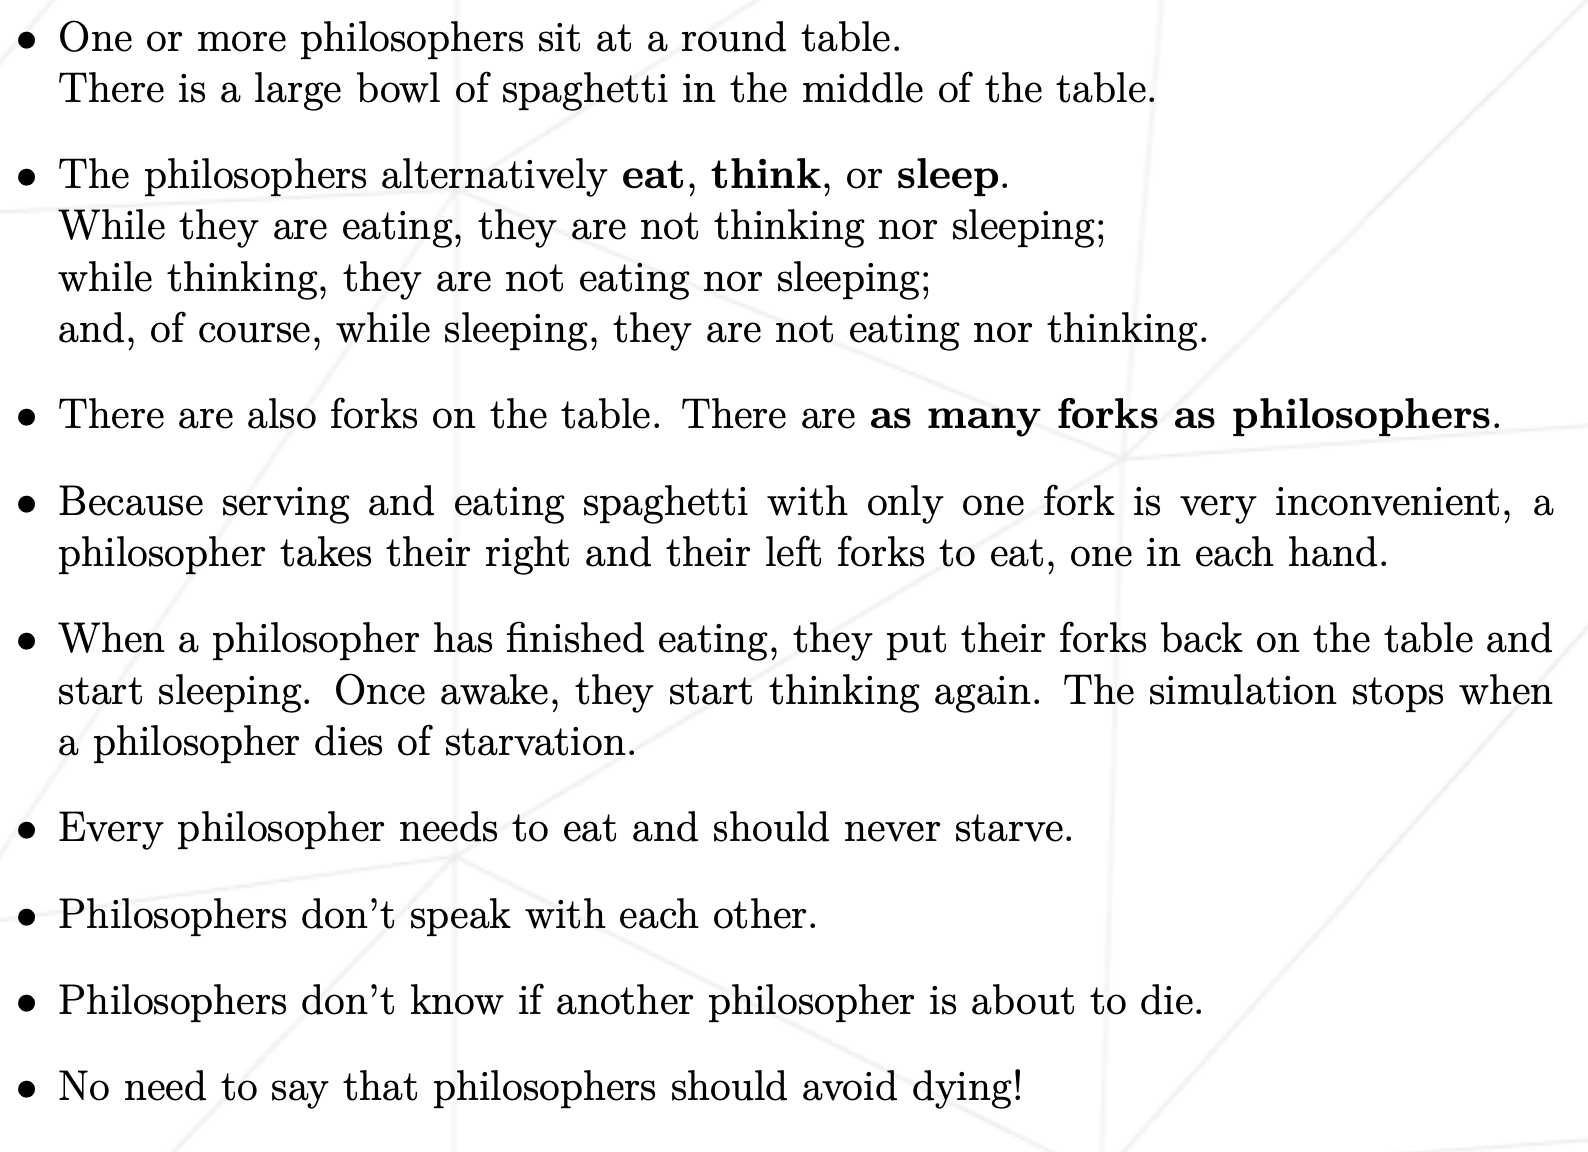 • One or more philosophers sit at a round table.
There is a large bowl of spaghetti in the middle of the table.
• The philosophers alternatively eat, think, or sleep.
While they are eating, they are not thinking nor sleeping;
while thinking, they are not eating nor sleeping;
and, of course, while sleeping, they are not eating nor thinking.
• There are also forks on the table. There are as many forks as philosophers.
• Because serving and eating spaghetti with only one fork is very inconvenient, a
philosopher takes their right and their left forks to eat, one in each hand.
• When a philosopher has finished eating, they put their forks back on the table and
start sleeping. Once awake, they start thinking again. The simulation stops when
a philosopher dies of starvation.
• Every philosopher needs to eat and should never starve.
• Philosophers don't speak with each other.
• Philosophers don't know if another philosopher is about to die.
• No need to say that philosophers should avoid dying!